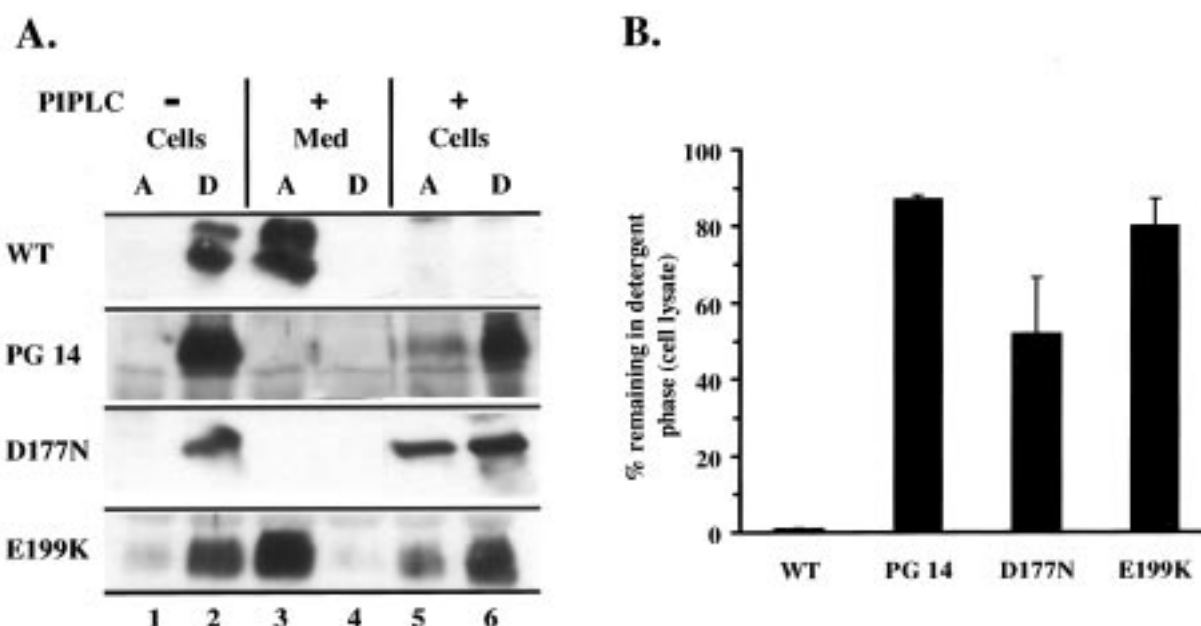 A.
PIPLC - + +
Cells Med Cells
A D A D A D
WT
PG 14
D177N
E199K
1 2 3 4 5 6
B.
% remaining in detergent
phase (cell lysate)
100
80
60
40
20
0
WT PG 14 D177N E199K